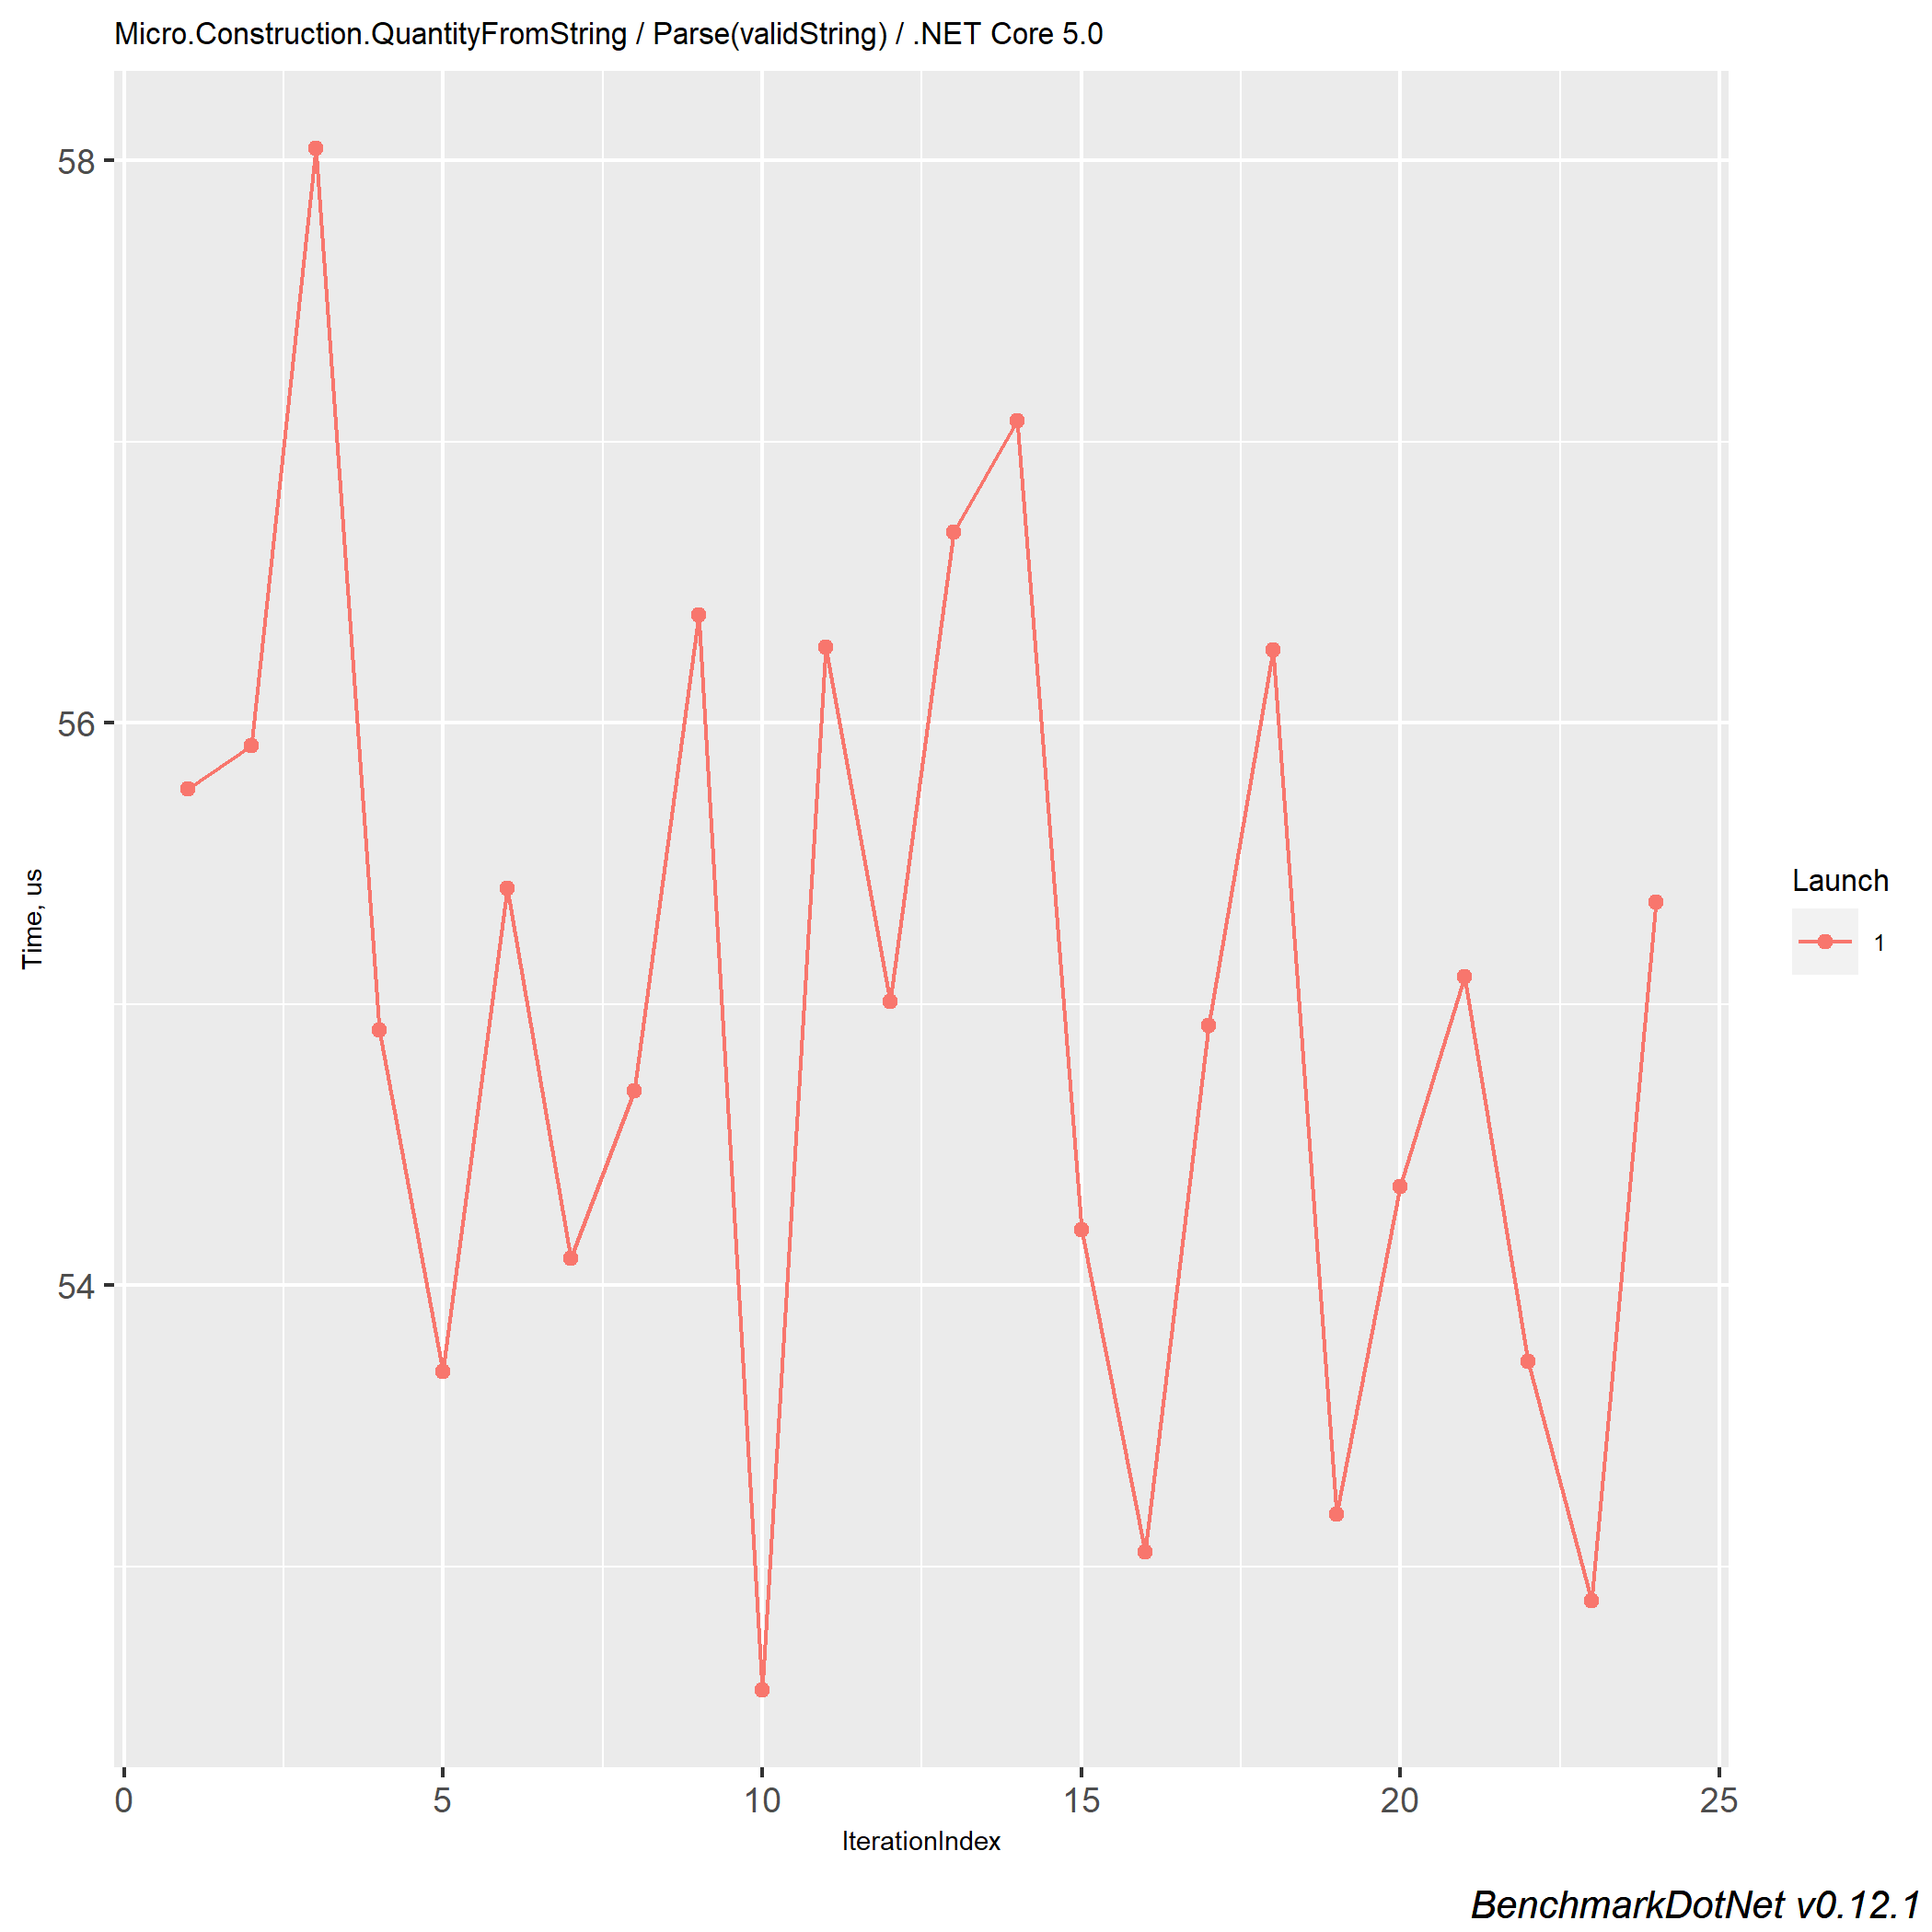 Micro.Construction.QuantityFromString / Parse(validString) / .NET Core 5.0
58
56
54
Time, us
0 5 10 15 20 25
IterationIndex
Launch
1
BenchmarkDotNet v0.12.1